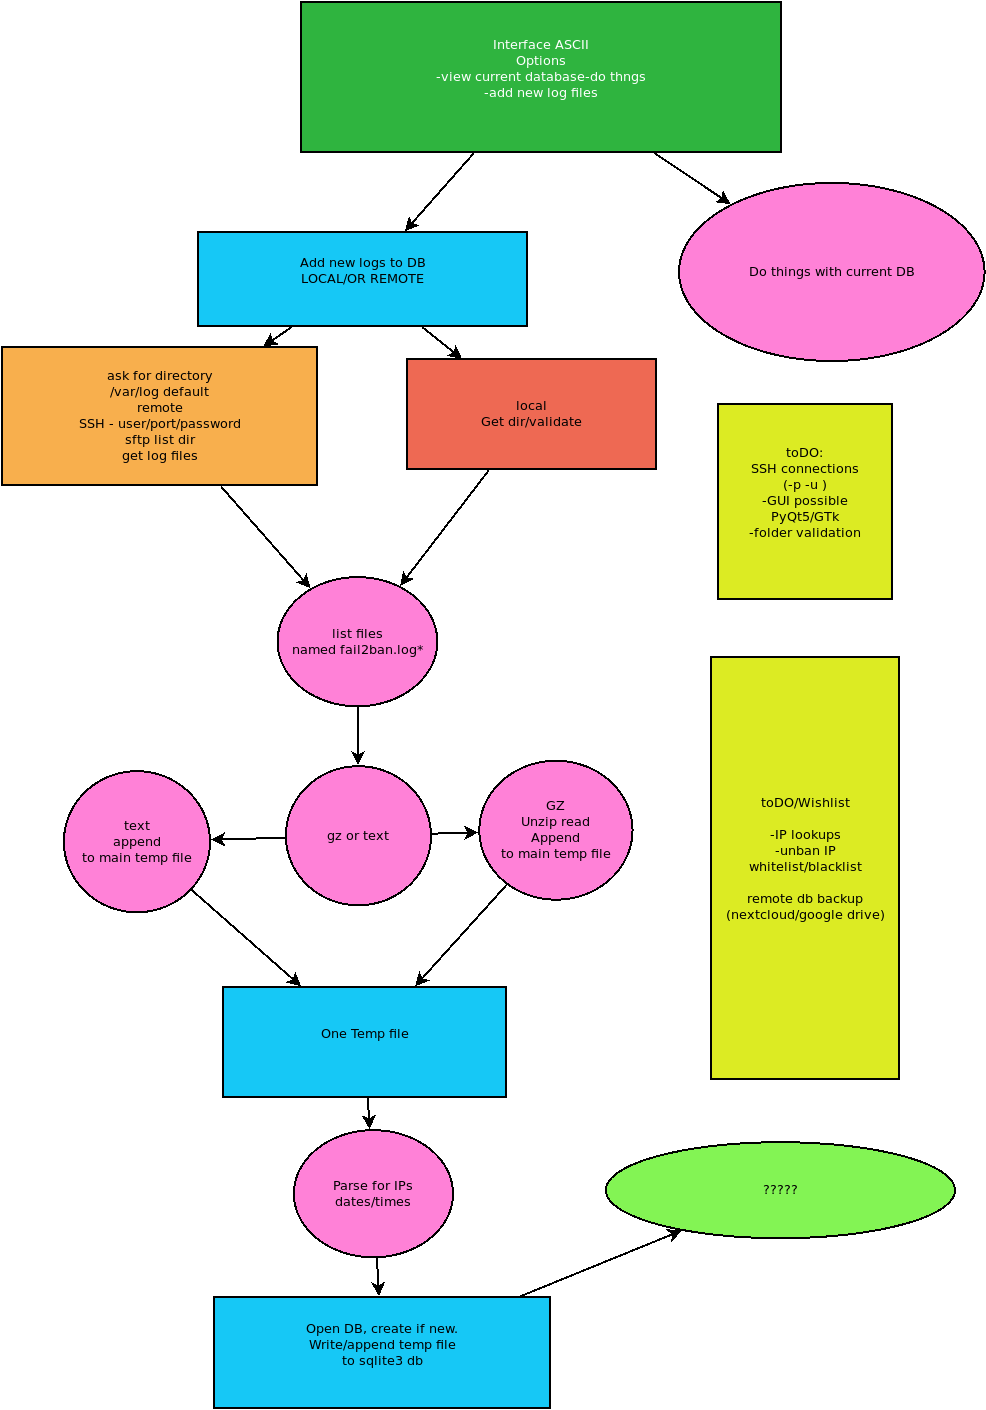 Interface ASCII
Options
-view current database-do thngs
-add new log files
Add new logs to DB
LOCAL/OR REMOTE
Do things with current DB
ask for directory
/var/log default
remote
SSH - user/port/password
sftp list dir
get log files
local
Get dir/validate
toDO:
SSH connections
(-p -u )
-GUI possible
PyQt5/GTk
-folder validation
list files
named fail2ban.log*
text
append
to main temp file
gz or text
GZ
Unzip read
Append
to main temp file
toDO/Wishlist
-IP lookups
-unban IP
whitelist/blacklist
remote db backup
(nextcloud/google drive)
One Temp file
Parse for IPs
dates/times
?????
Open DB, create if new.
Write/append temp file
to sqlite3 db